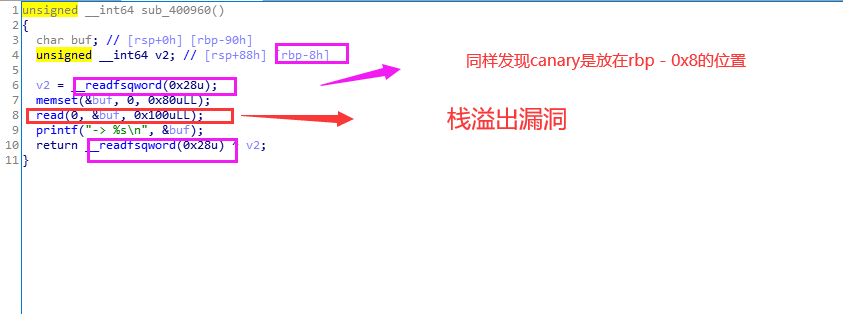 1 unsigned __int64 sub_400960()
2 {
3 char buf; // [rsp+0h] [rbp-90h]
4 unsigned __int64 v2; // [rsp+88h] [rbp-8h]
同样发现canary是放在rbp - 0x8的位置
5
6 v2 = __readfsqword(0x28u);
7 memset(&buf, 0, 0x80uLL);
8 read(0, &buf, 0x100uLL);
栈溢出漏洞
9 printf("-> %s\n", &buf);
10 return __readfsqword(0x28u) ^ v2;
11 }